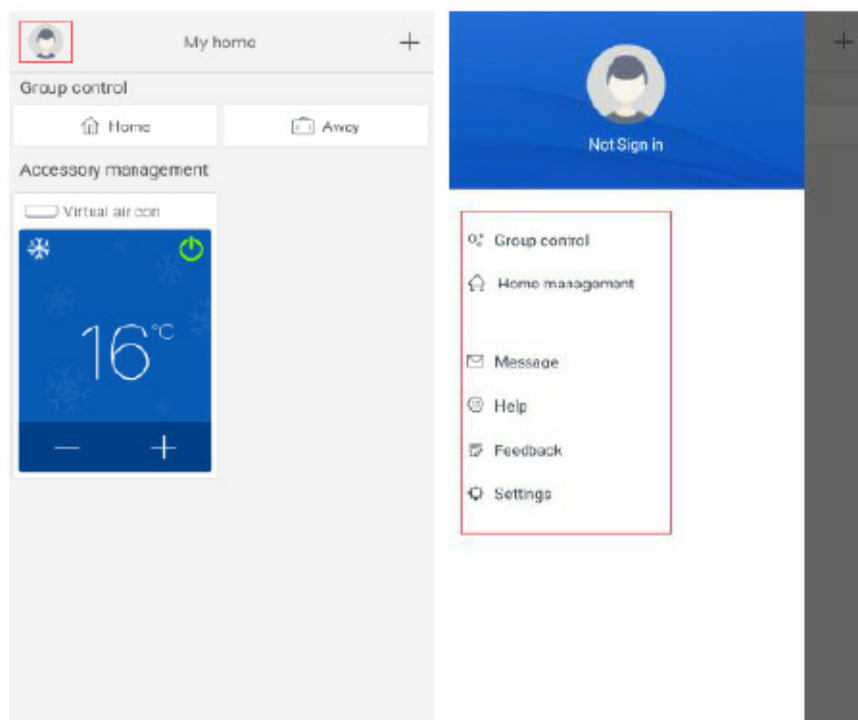 My home
Group control
Home
Away
Accessory management
Virtual air con
16°C
Not Sign in
Group control
Home management
Message
Help
Feedback
Settings